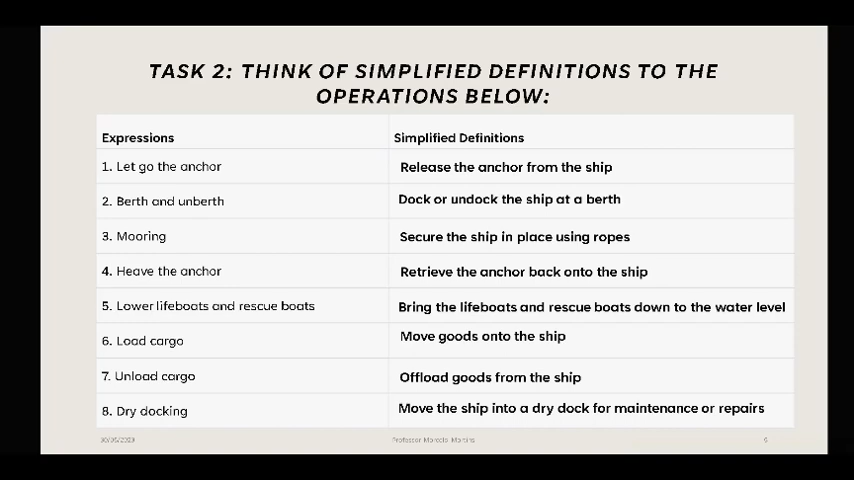 TASK 2: THINK OF SIMPLIFIED DEFINITIONS TO THE
OPERATIONS BELOW:
Expressions Simplified Definitions
1. Let go the anchor Release the anchor from the ship
2. Berth and unberth Dock or undock the ship at a berth
3. Mooring Secure the ship in place using ropes
4. Heave the anchor Retrieve the anchor back onto the ship
5. Lower lifeboats and rescue boats Bring the lifeboats and rescue boats down to the water level
6. Load cargo Move goods onto the ship
7. Unload cargo Offload goods from the ship
8. Dry docking Move the ship into a dry dock for maintenance or repairs
Professor Marcelo Martins